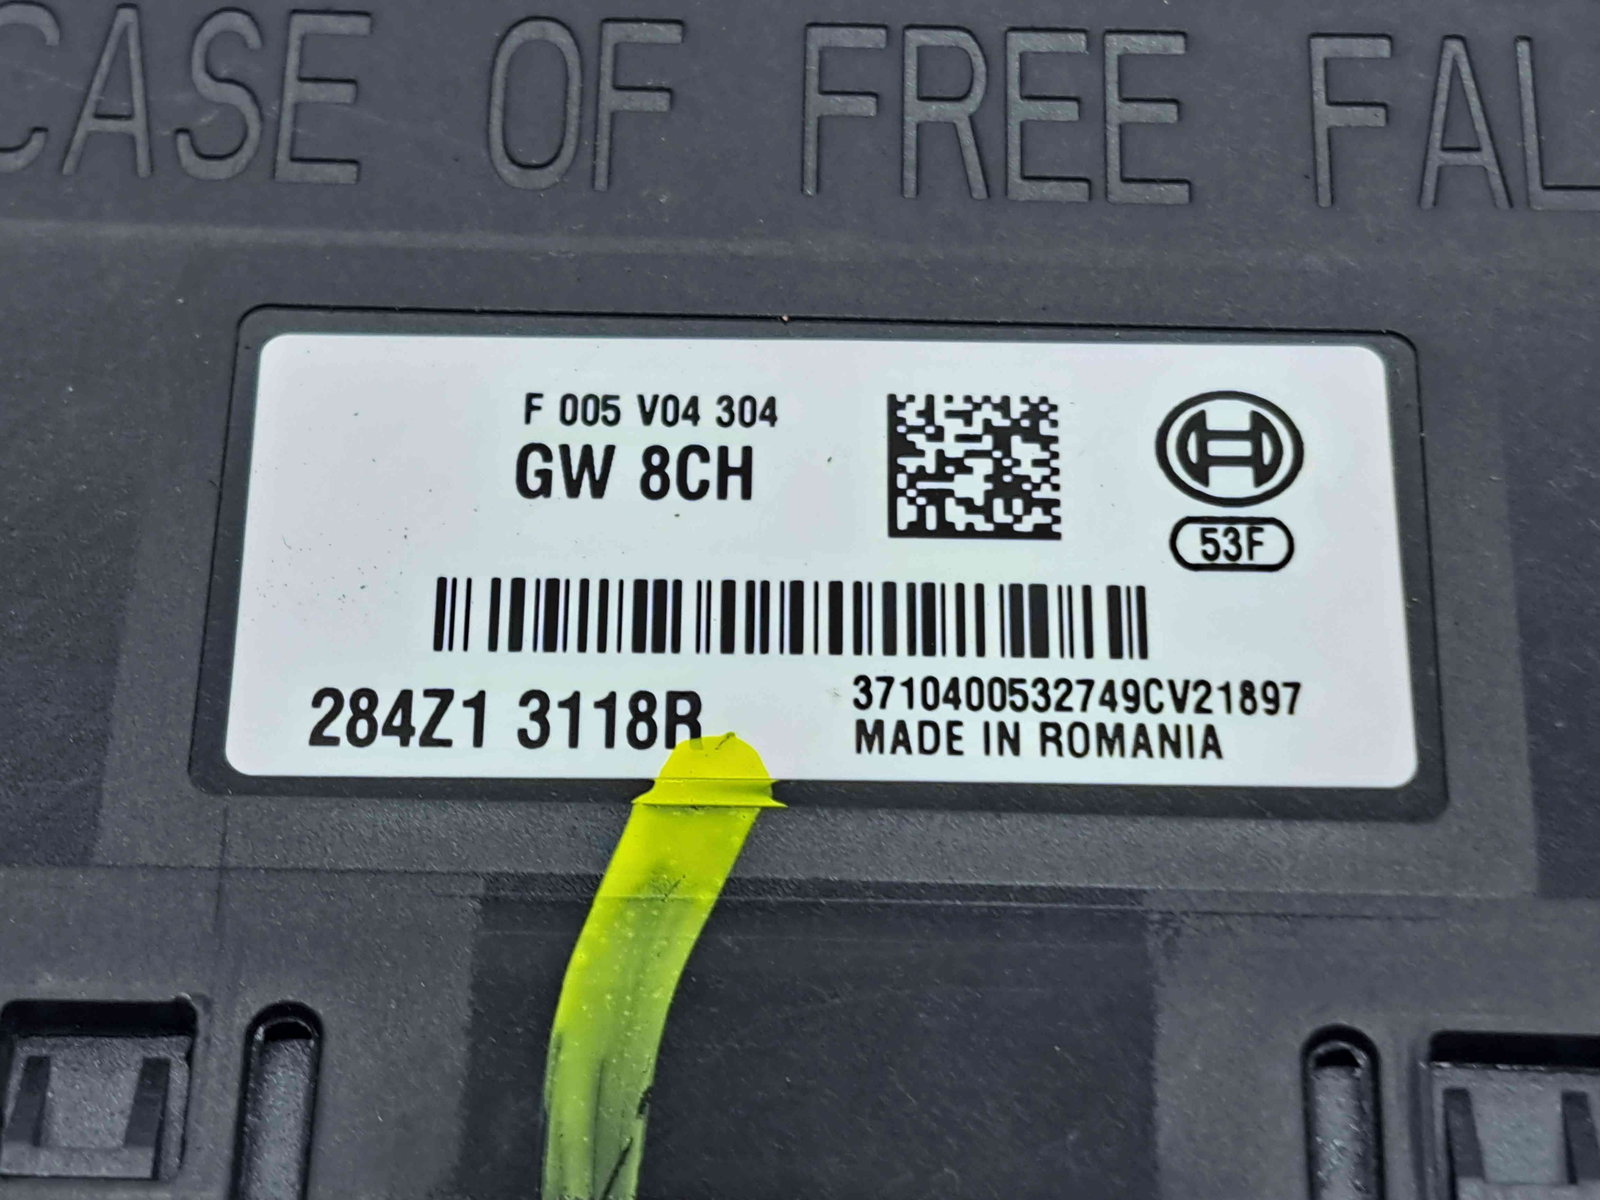 CASE OF FREE FAL
F 005 V04 304
GW 8CH
53F
284Z1 3118R
3710400532749CV21897
MADE IN ROMANIA